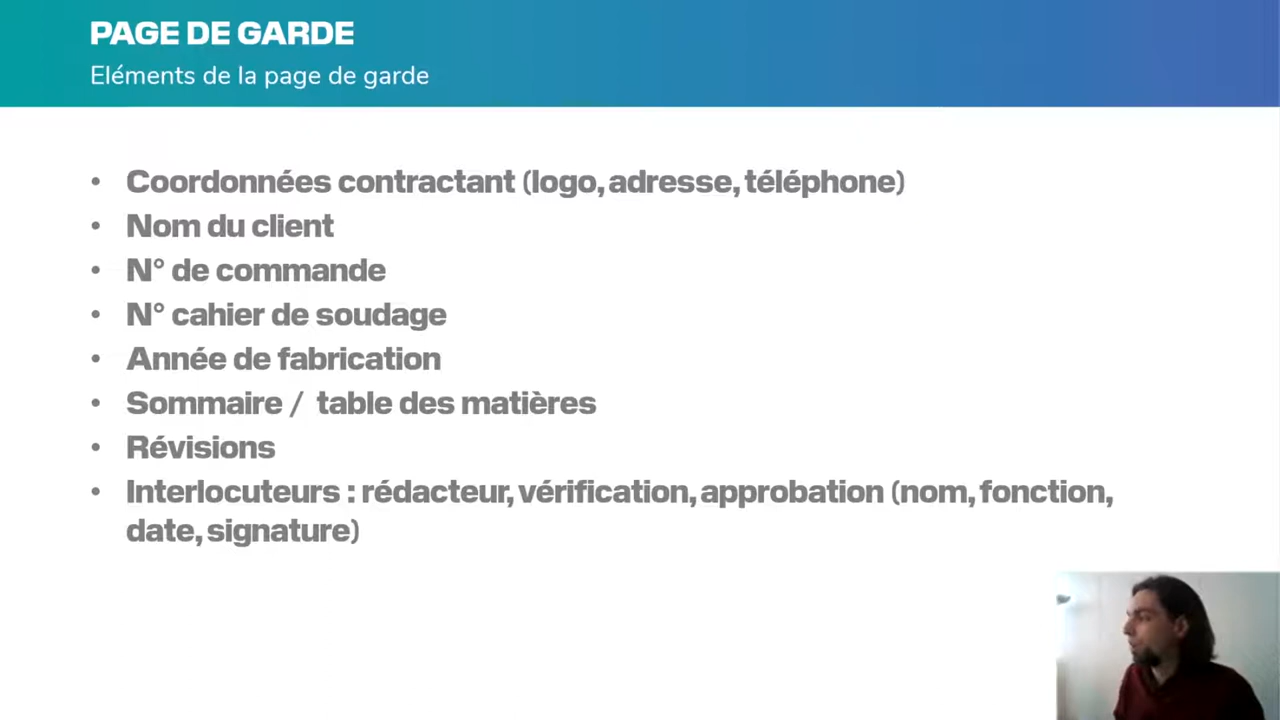 PAGE DE GARDE
Eléments de la page de garde
• Coordonnées contractant (logo, adresse, téléphone)
• Nom du client
• N° de commande
• N° cahier de soudage
• Année de fabrication
• Sommaire / table des matières
• Révisions
• Interlocuteurs : rédacteur, vérification, approbation (nom, fonction,
date, signature)